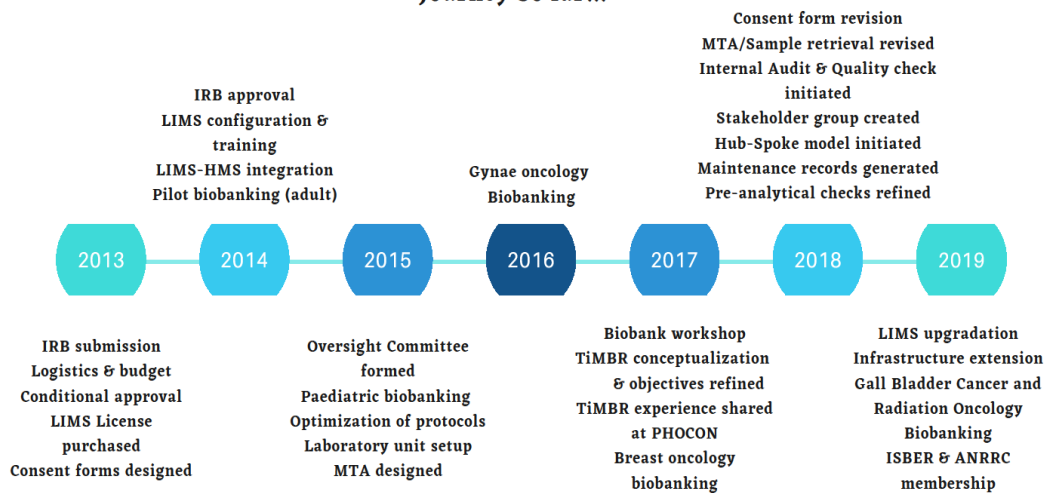 Consent form revision
MTA/Sample retrieval revised
Internal Audit & Quality check
initiated
Stakeholder group created
Hub-Spoke model initiated
Maintenance records generated
Pre-analytical checks refined
IRB approval
LIMS configuration &
training
LIMS-HMS integration
Pilot biobanking (adult)
Gynae oncology
Biobanking
2013
2014
2015
2016
2017
2018
2019
IRB submission
Logistics & budget
Conditional approval
LIMS License
purchased
Consent forms designed
Oversight Committee
formed
Paediatric biobanking
Optimization of protocols
Laboratory unit setup
MTA designed
Biobank workshop
TiMBR conceptualization
& objectives refined
TiMBR experience shared
at PHOCON
Breast oncology
biobanking
LIMS upgradation
Infrastructure extension
Gall Bladder Cancer and
Radiation Oncology
Biobanking
ISBER & ANRRC
membership